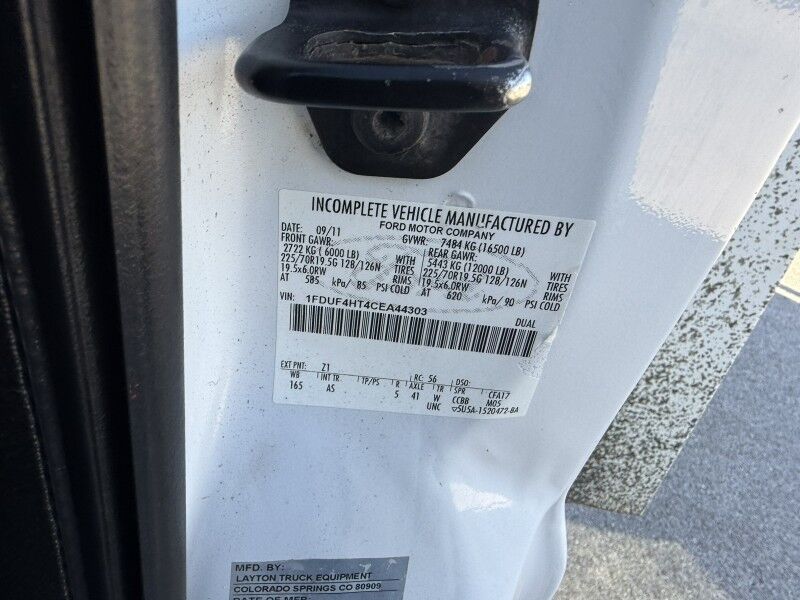 INCOMPLETE VEHICLE MANUFACTURED BY
FORD MOTOR COMPANY
DATE: 09/11 GVWR: 7484 KG (16500 LB)
FRONT GAWR: REAR GAWR:
2722 KG ( 6000 LB) WITH 5443 KG (12000 LB) WITH
225/70R19.5G 128/126N TIRES 225/70R19.5G 128/126N TIRES
19.5x6.0RW RIMS 19.5x6.0RW RIMS
AT 585 kPa/ 85 PSI COLD AT 620 kPa/ 90 PSI COLD
VIN: 1FDUF4HT4CEA44303 DUAL
EXT PNT: Z1 RC: 56 DSO:
WB INT TR TP/PS R AXLE TR SPR CFA17
165 AS 5 41 W CCBB M05
UNC ▽5U5A-1520472-BA
MFD. BY:
LAYTON TRUCK EQUIPMENT
COLORADO SPRINGS CO 80909
DATE OF MFR: